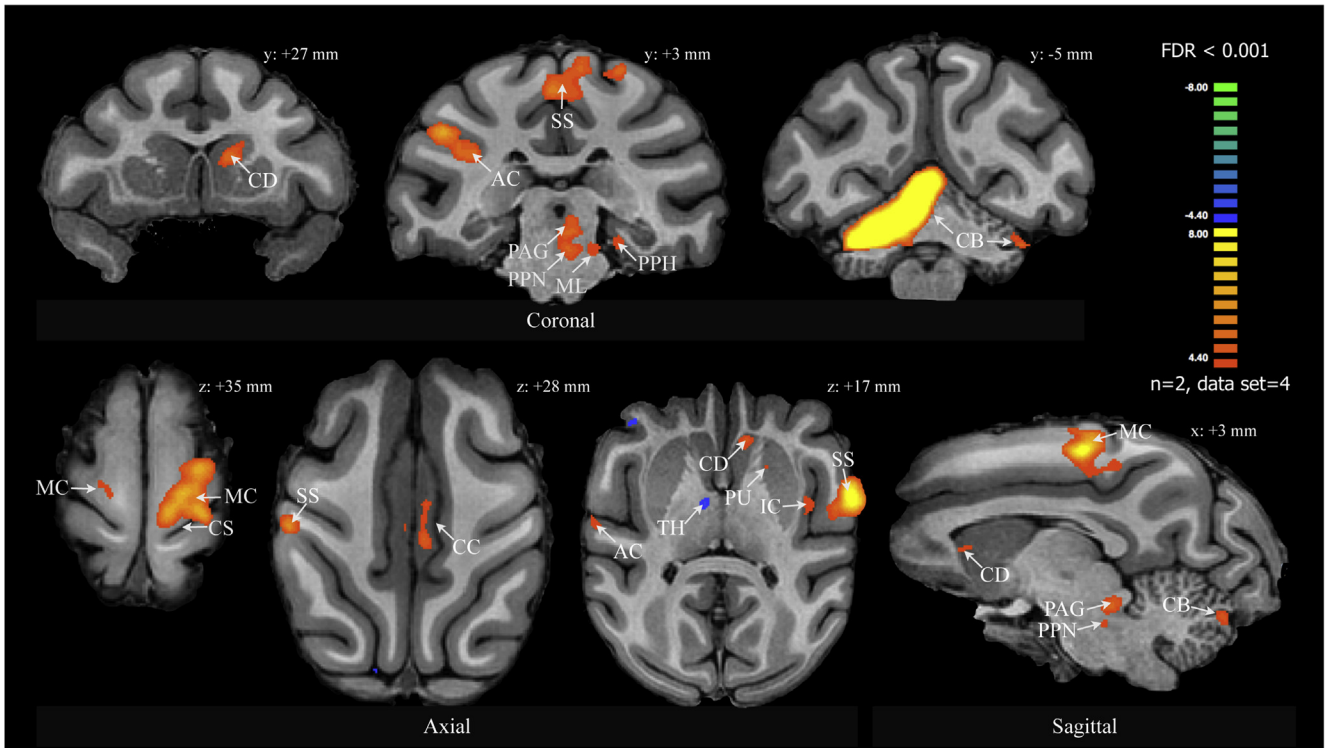 y: +27 mm
CD
y: +3 mm
SS
AC
PAG
PPN
ML
PPH
y: -5 mm
CB
Coronal
FDR < 0.001
-8.00
-4.40
8.00
4.40
n=2, data set=4
z: +35 mm
MC
MC
CS
z: +28 mm
SS
CC
z: +17 mm
CD
SS
PU
IC
TH
AC
x: +3 mm
MC
CD
PAG
PPN
CB
Axial
Sagittal